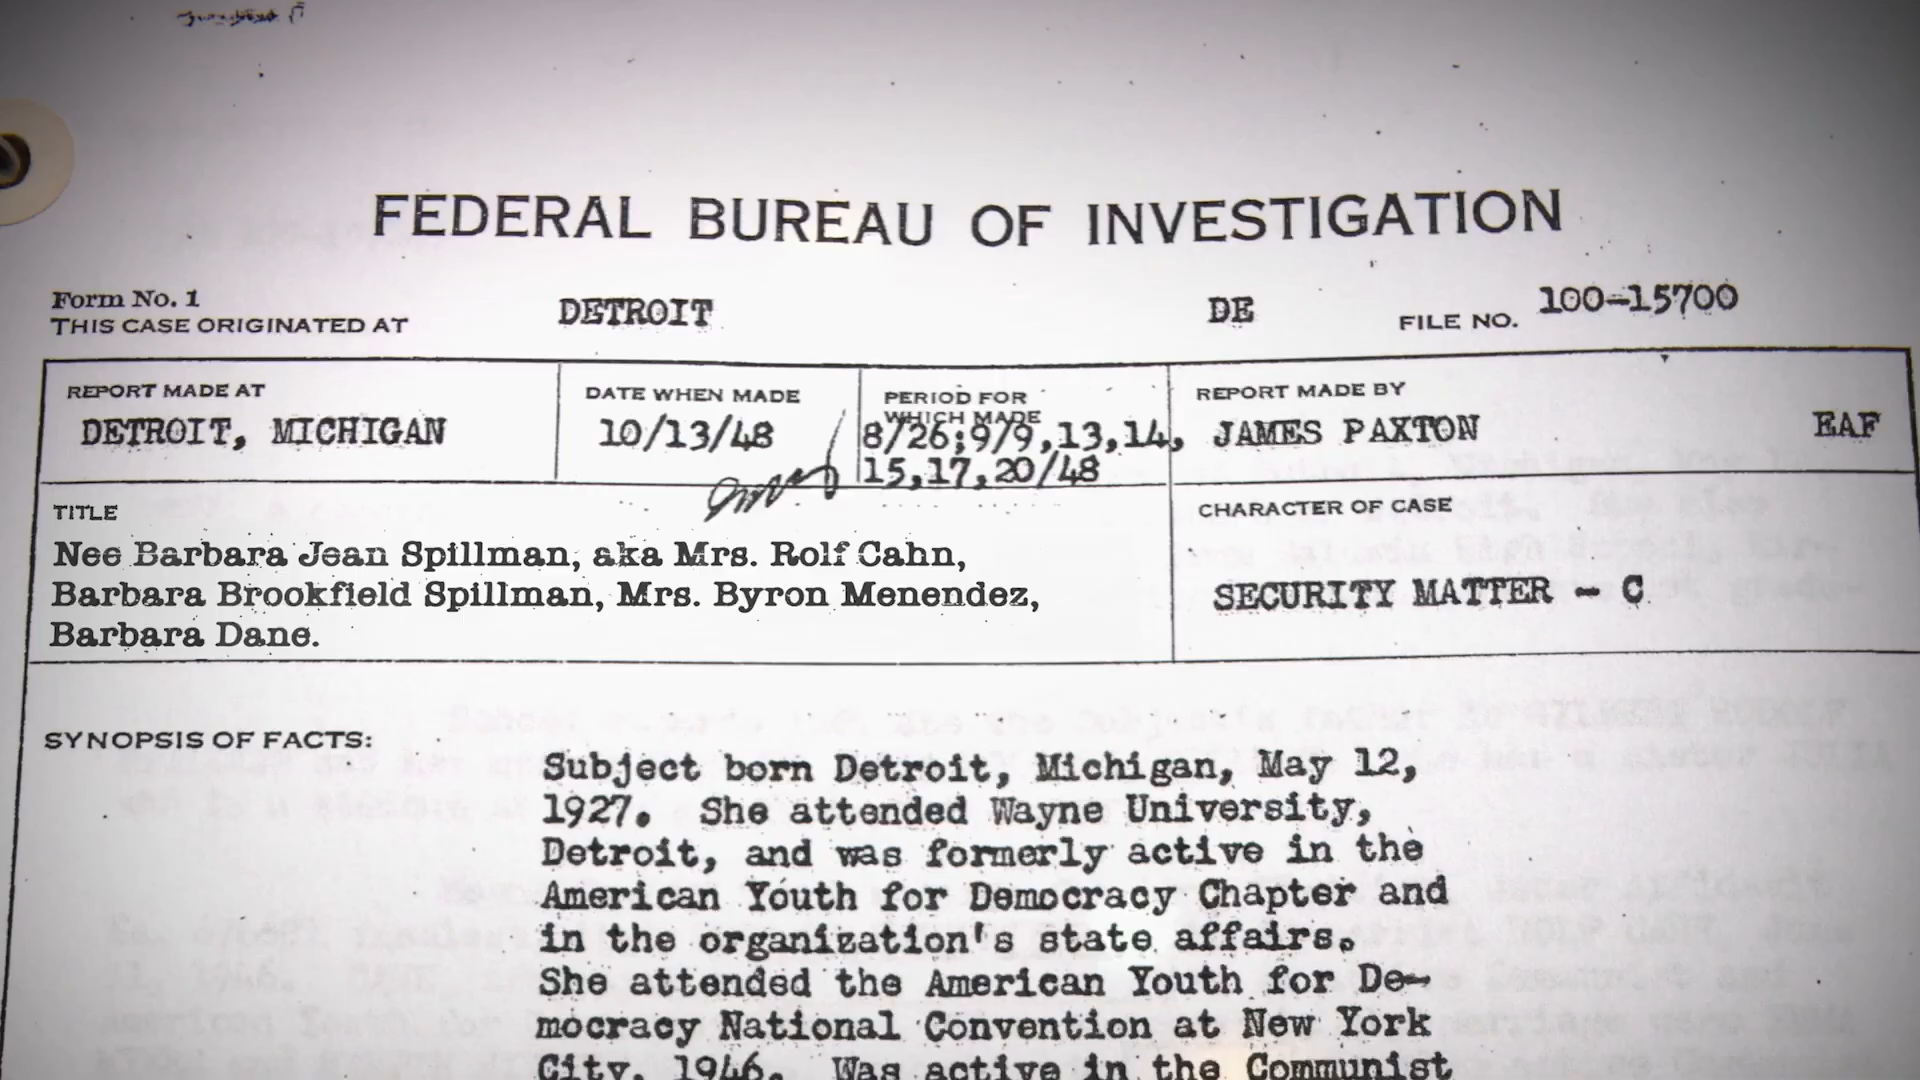 FEDERAL BUREAU OF INVESTIGATION
Form No. 1
THIS CASE ORIGINATED AT DETROIT DE FILE NO. 100-15700
REPORT MADE AT
DETROIT, MICHIGAN
DATE WHEN MADE
10/13/48
PERIOD FOR
WHICH MADE
8/26;9/9,13,14,
15,17,20/48
REPORT MADE BY
JAMES PAXTON EAF
TITLE
Nee Barbara Jean Spillman, aka Mrs. Rolf Cahn,
Barbara Brookfield Spillman, Mrs. Byron Menendez,
Barbara Dane.
CHARACTER OF CASE
SECURITY MATTER - C
SYNOPSIS OF FACTS:
Subject born Detroit, Michigan, May 12,
1927. She attended Wayne University,
Detroit, and was formerly active in the
American Youth for Democracy Chapter and
in the organization's state affairs.
She attended the American Youth for De-
mocracy National Convention at New York
City, 1946. Was active in the Communist